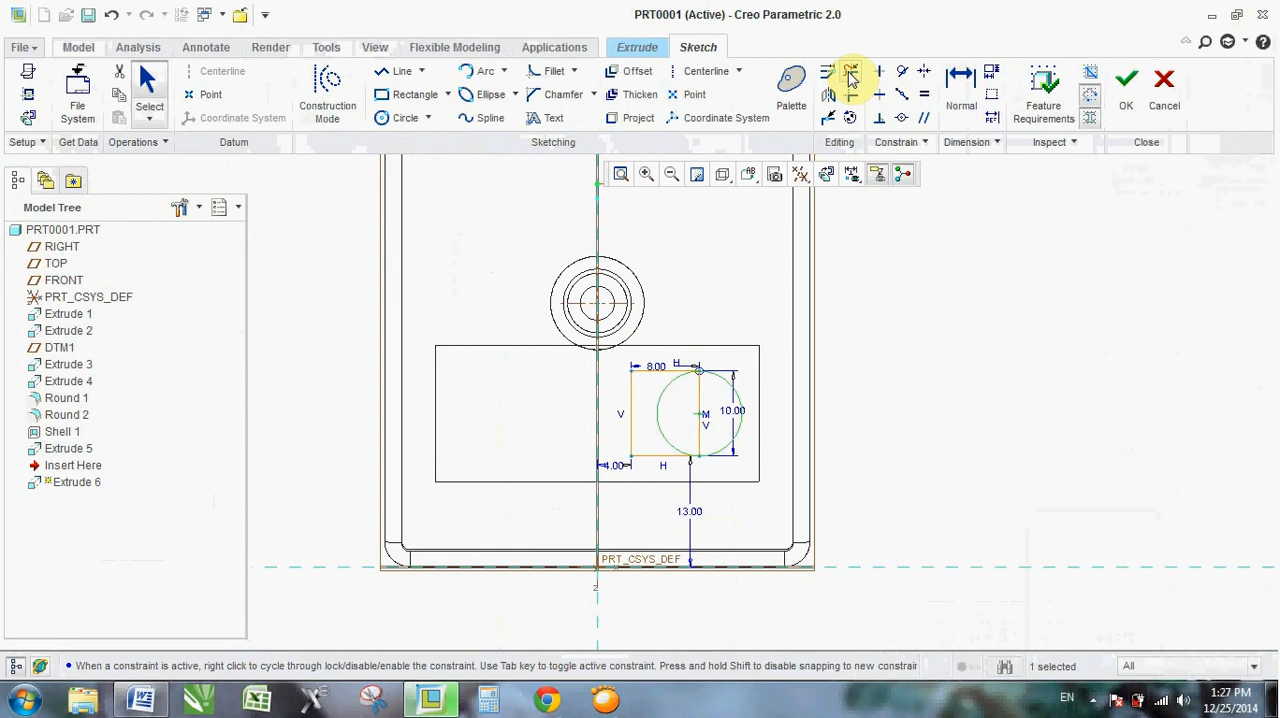 PRT0001 (Active) - Creo Parametric 2.0
File Model Analysis Annotate Render Tools View Flexible Modeling Applications Extrude Sketch
Centerline Line Arc Fillet Offset Centerline
Point Rectangle Ellipse Chamfer Thicken Point
Coordinate System Circle Spline Text Project Coordinate System
File System Select Construction Mode Palette Normal Feature Requirements OK Cancel
Setup Get Data Operations Datum Sketching Editing Constrain Dimension Inspect Close
Model Tree
PRT0001.PRT
RIGHT
TOP
FRONT
PRT_CSYS_DEF
Extrude 1
Extrude 2
DTM1
Extrude 3
Extrude 4
Round 1
Round 2
Shell 1
Extrude 5
Insert Here
Extrude 6
8.00 H
V M 10.00
V
4.00 H
13.00
PRT_CSYS_DEF
When a constraint is active, right click to cycle through lock/disable/enable the constraint. Use Tab key to toggle active constraint. Press and hold Shift to disable snapping to new constrain
1 selected All
EN 1:27 PM
12/25/2014